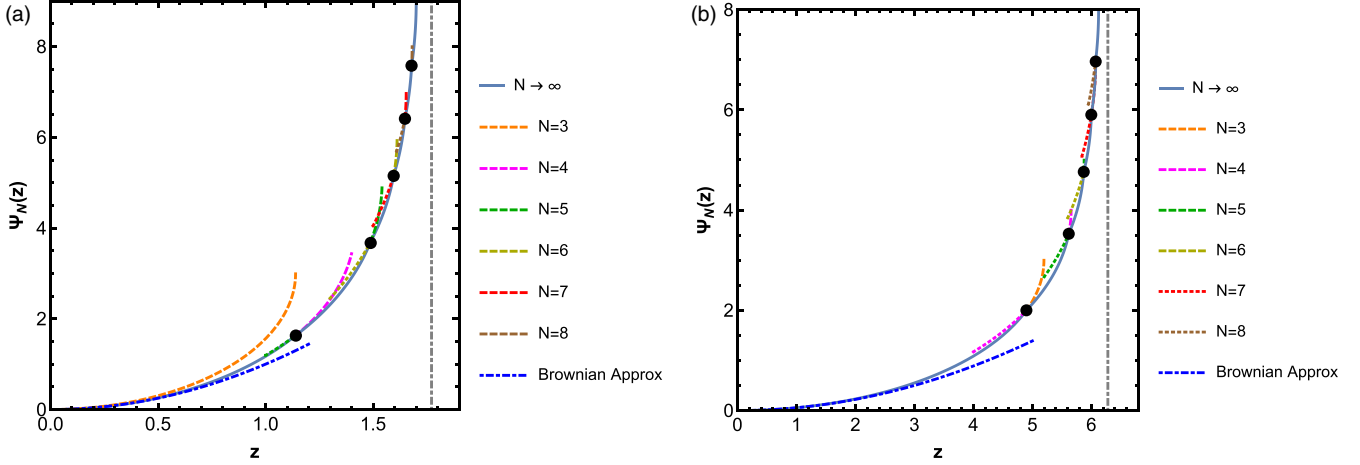 (a)
Ψ_N(z)
8
6
4
2
0
0.0 0.5 1.0 1.5
z
N → ∞
N=3
N=4
N=5
N=6
N=7
N=8
Brownian Approx
(b)
Ψ_N(z)
8
6
4
2
0
0 1 2 3 4 5 6
z
N → ∞
N=3
N=4
N=5
N=6
N=7
N=8
Brownian Approx